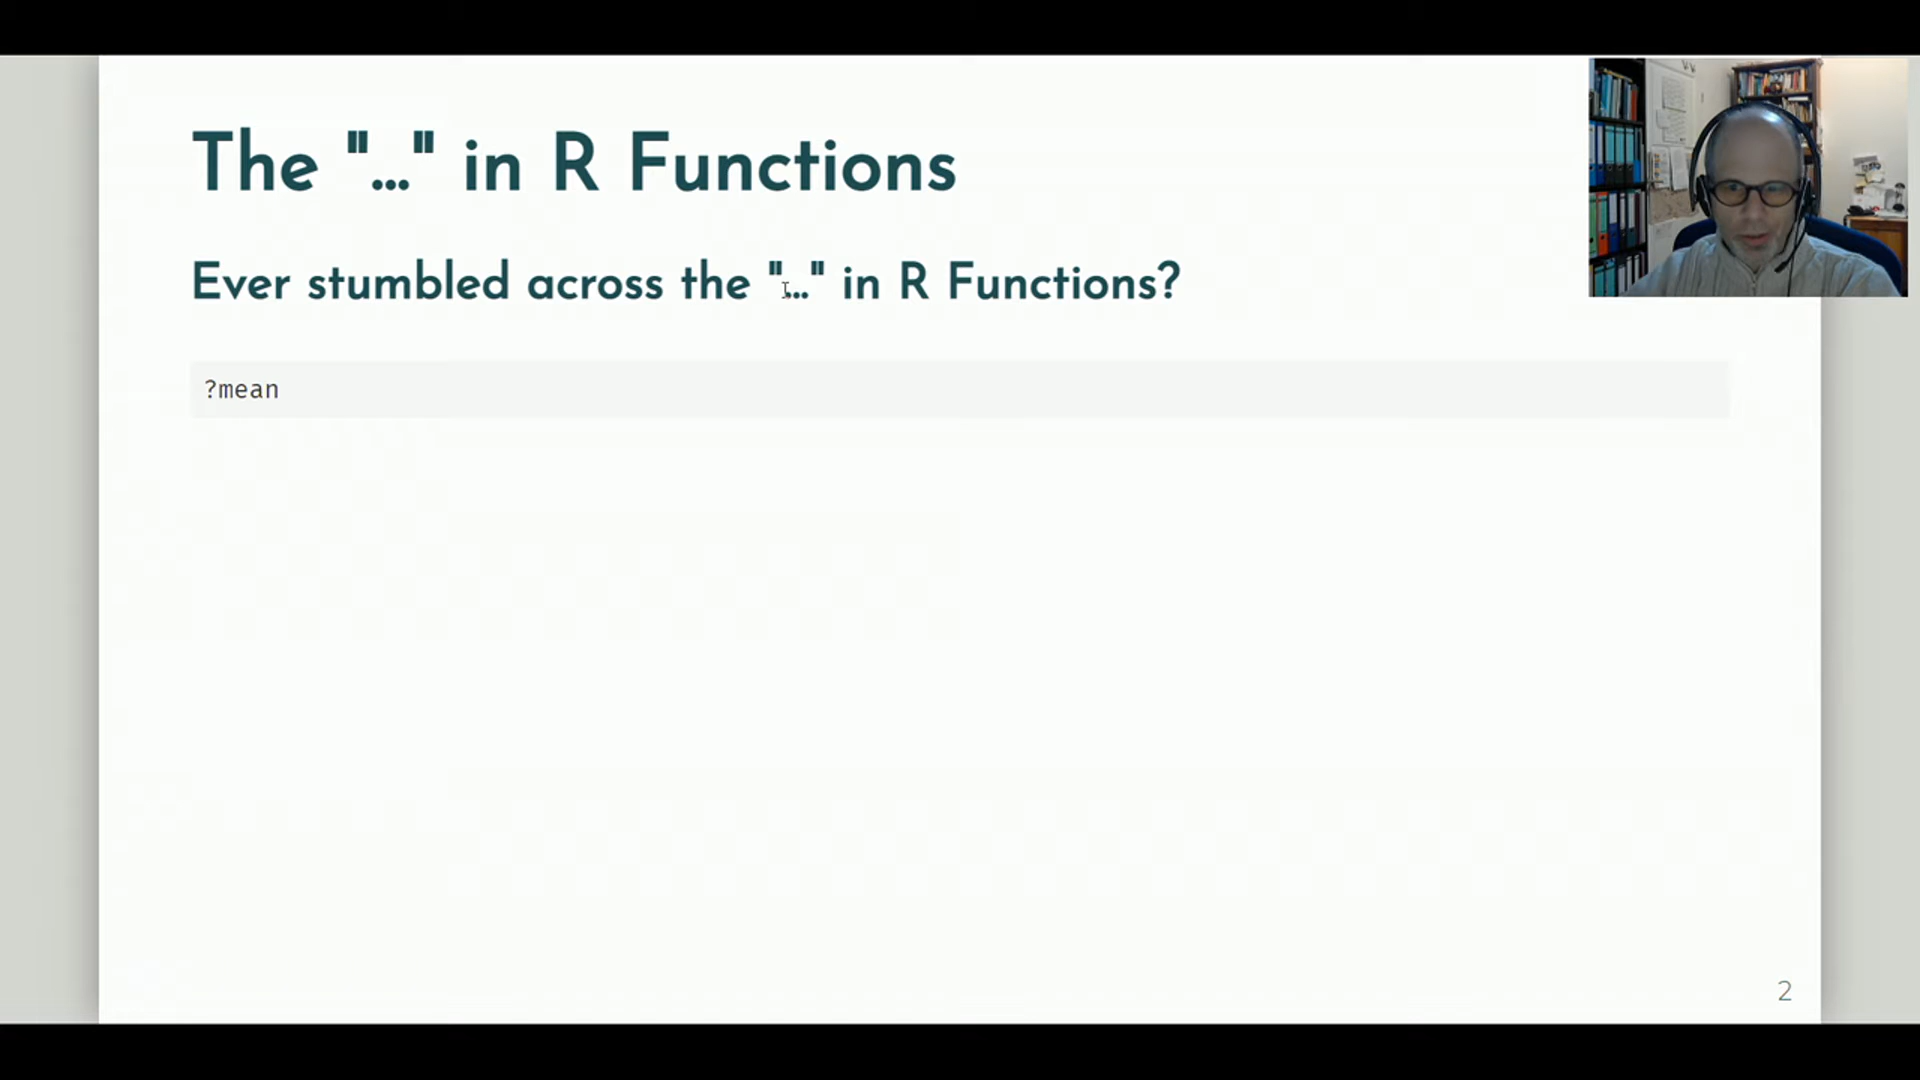 The "..." in R Functions
Ever stumbled across the "..." in R Functions?
?mean
2